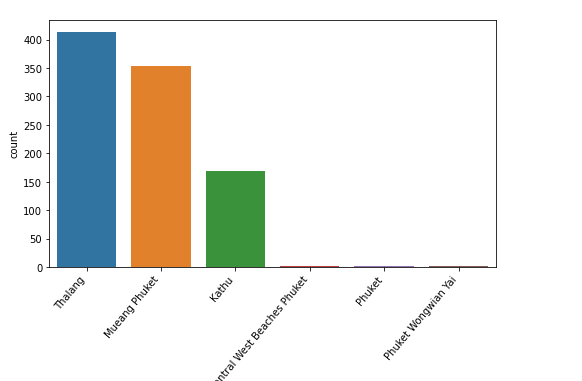 400
350
300
250
200
150
100
50
0
count
Thalang
Mueang Phuket
Kathu
West Beaches Phuket
Phuket
Phuket Wongwian Yai